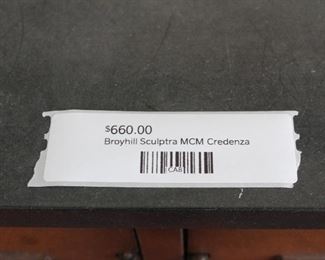 $660.00
Broyhill Sculptra MCM Credenza
CAB